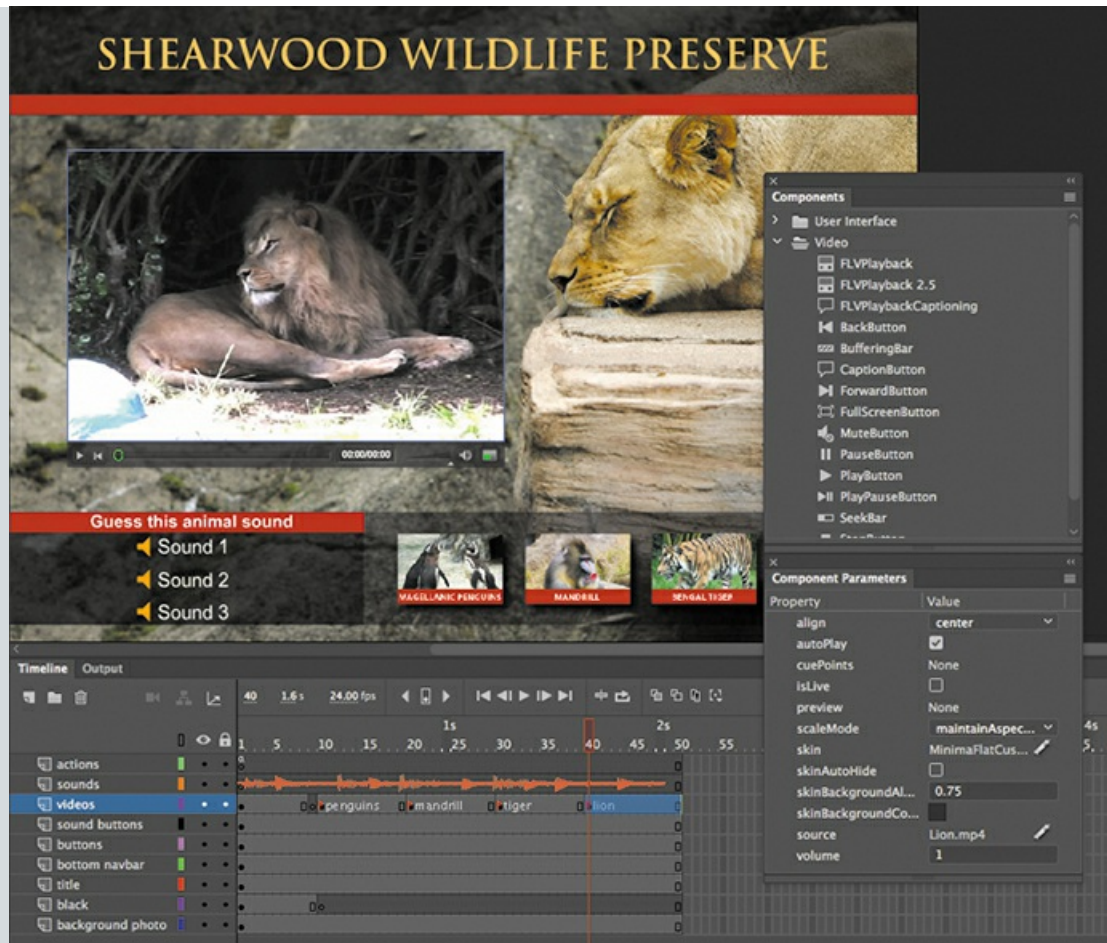 SHEARWOOD WILDLIFE PRESERVE
00:00/00:00
Guess this animal sound
Sound 1
Sound 2
Sound 3
MAGELLANIC PENGUINS
MANDRILL
BENGAL TIGER
Components
User Interface
Video
FLVPlayback
FLVPlayback 2.5
FLVPlaybackCaptioning
BackButton
BufferingBar
CaptionButton
ForwardButton
FullScreenButton
MuteButton
PauseButton
PlayButton
PlayPauseButton
SeekBar
Component Parameters
Property Value
align center
autoPlay
cuePoints None
isLive
preview None
scaleMode maintainAspec...
skin MinimaFlatCus...
skinAutoHide
skinBackgroundAl... 0.75
skinBackgroundCo...
source Lion.mp4
volume 1
Timeline Output
40 1.6 s 24.00 fps
1s 2s 4s
1 5 10 15 20 25 30 35 40 45 50 55
actions
sounds
videos penguins mandrill tiger lion
sound buttons
buttons
bottom navbar
title
black
background photo